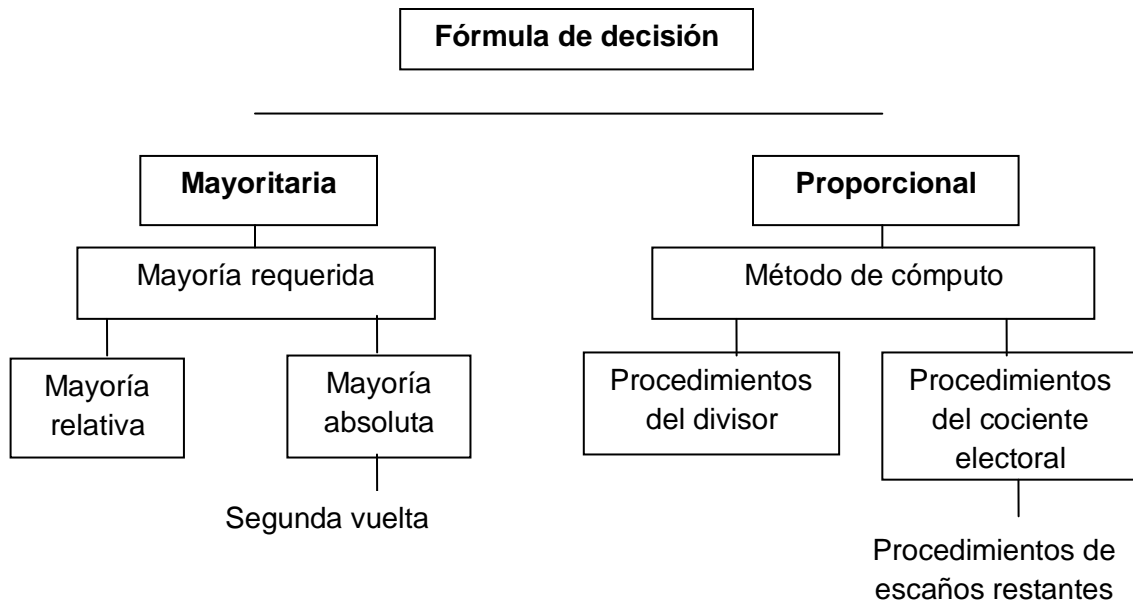 Fórmula de decisión
Mayoritaria
Proporcional
Mayoría requerida
Método de cómputo
Mayoría
relativa
Mayoría
absoluta
Procedimientos
del divisor
Procedimientos
del cociente
electoral
Segunda vuelta
Procedimientos de
escaños restantes